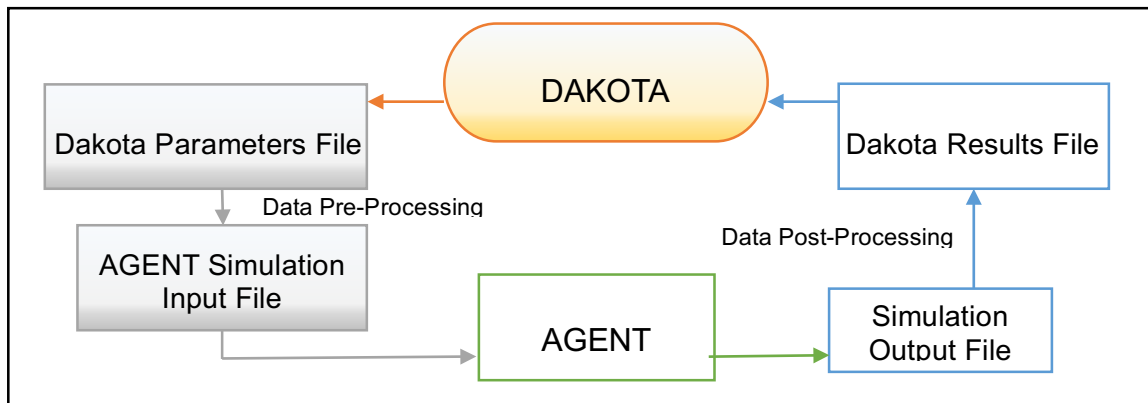 DAKOTA
Dakota Parameters File
Dakota Results File
Data Pre-Processing
Data Post-Processing
AGENT Simulation
Input File
AGENT
Simulation
Output File